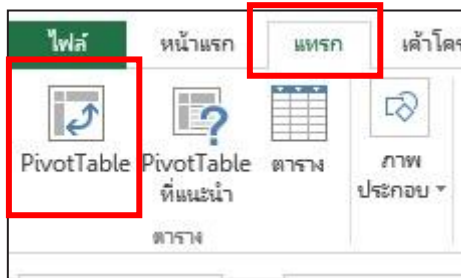 ไฟล์ หน้าแรก แทรก เค้าโคร
PivotTable PivotTable ตาราง ภาพ
ที่แนะนำ ประกอบ
ตาราง